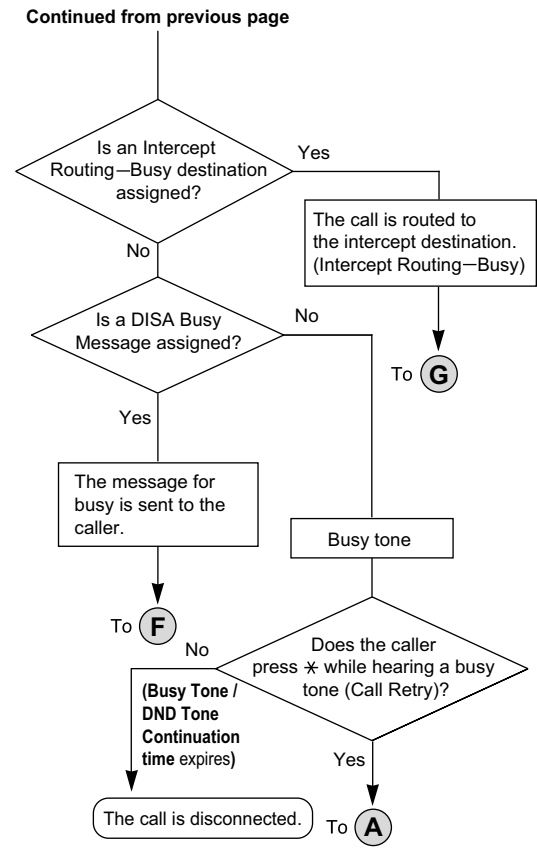 Continued from previous page
Is an Intercept
Routing—Busy destination
assigned?
Yes
The call is routed to
the intercept destination.
(Intercept Routing—Busy)
No
To G
Is a DISA Busy
Message assigned?
No
Yes
The message for
busy is sent to the
caller.
Busy tone
To F
Does the caller
press * while hearing a busy
tone (Call Retry)?
No
(Busy Tone /
DND Tone
Continuation
time expires)
Yes
The call is disconnected.
To A